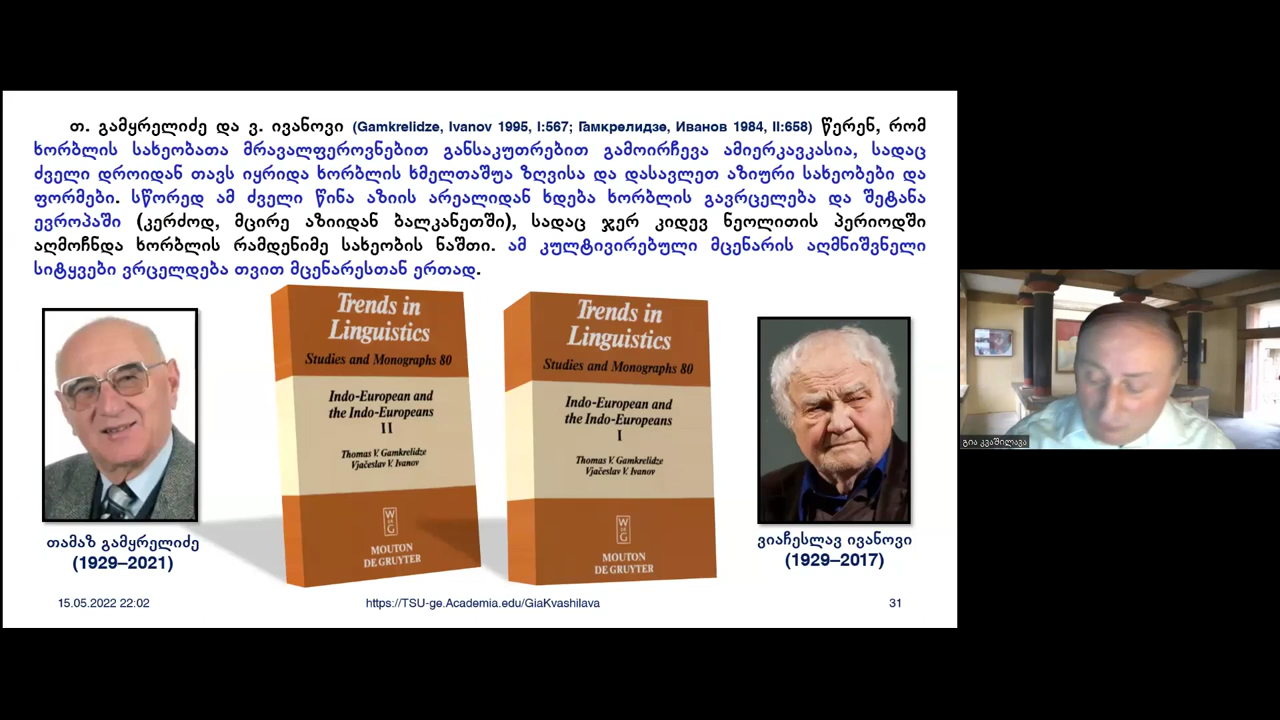 თ. გამყრელიძე და ვ. ივანოვი (Gamkrelidze, Ivanov 1995, I:567; Гамкрелидзе, Иванов 1984, II:658) წერენ, რომ
ხორბლის სახეობათა მრავალფეროვნებით განსაკუთრებით გამოირჩევა ამიერკავკასია, სადაც
ძველი დროიდან თავს იყრიდა ხორბლის ხმელთაშუა ზღვისა და დასავლეთ აზიური სახეობები და
ფორმები. სწორედ ამ ძველი წინა აზიის არეალიდან ხდება ხორბლის გავრცელება და შეტანა
ევროპაში (კერძოდ, მცირე აზიიდან ბალკანეთში), სადაც ჯერ კიდევ ნეოლითის პერიოდში
აღმოჩნდა ხორბლის რამდენიმე სახეობის ნაშთი. ამ კულტივირებული მცენარის აღმნიშვნელი
სიტყვები ვრცელდება თვით მცენარესთან ერთად.
Trends in
Linguistics
Studies and Monographs 80
Indo-European and
the Indo-Europeans
II
Thomas V. Gamkrelidze
Vjačeslav V. Ivanov
W
DE
G
MOUTON
DE GRUYTER
Trends in
Linguistics
Studies and Monographs 80
Indo-European and
the Indo-Europeans
I
Thomas V. Gamkrelidze
Vjačeslav V. Ivanov
W
DE
G
MOUTON
DE GRUYTER
თამაზ გამყრელიძე
(1929–2021)
ვიაჩესლავ ივანოვი
(1929–2017)
15.05.2022 22:02
https://TSU-ge.Academia.edu/GiaKvashilava
31
გია კვაშილავა